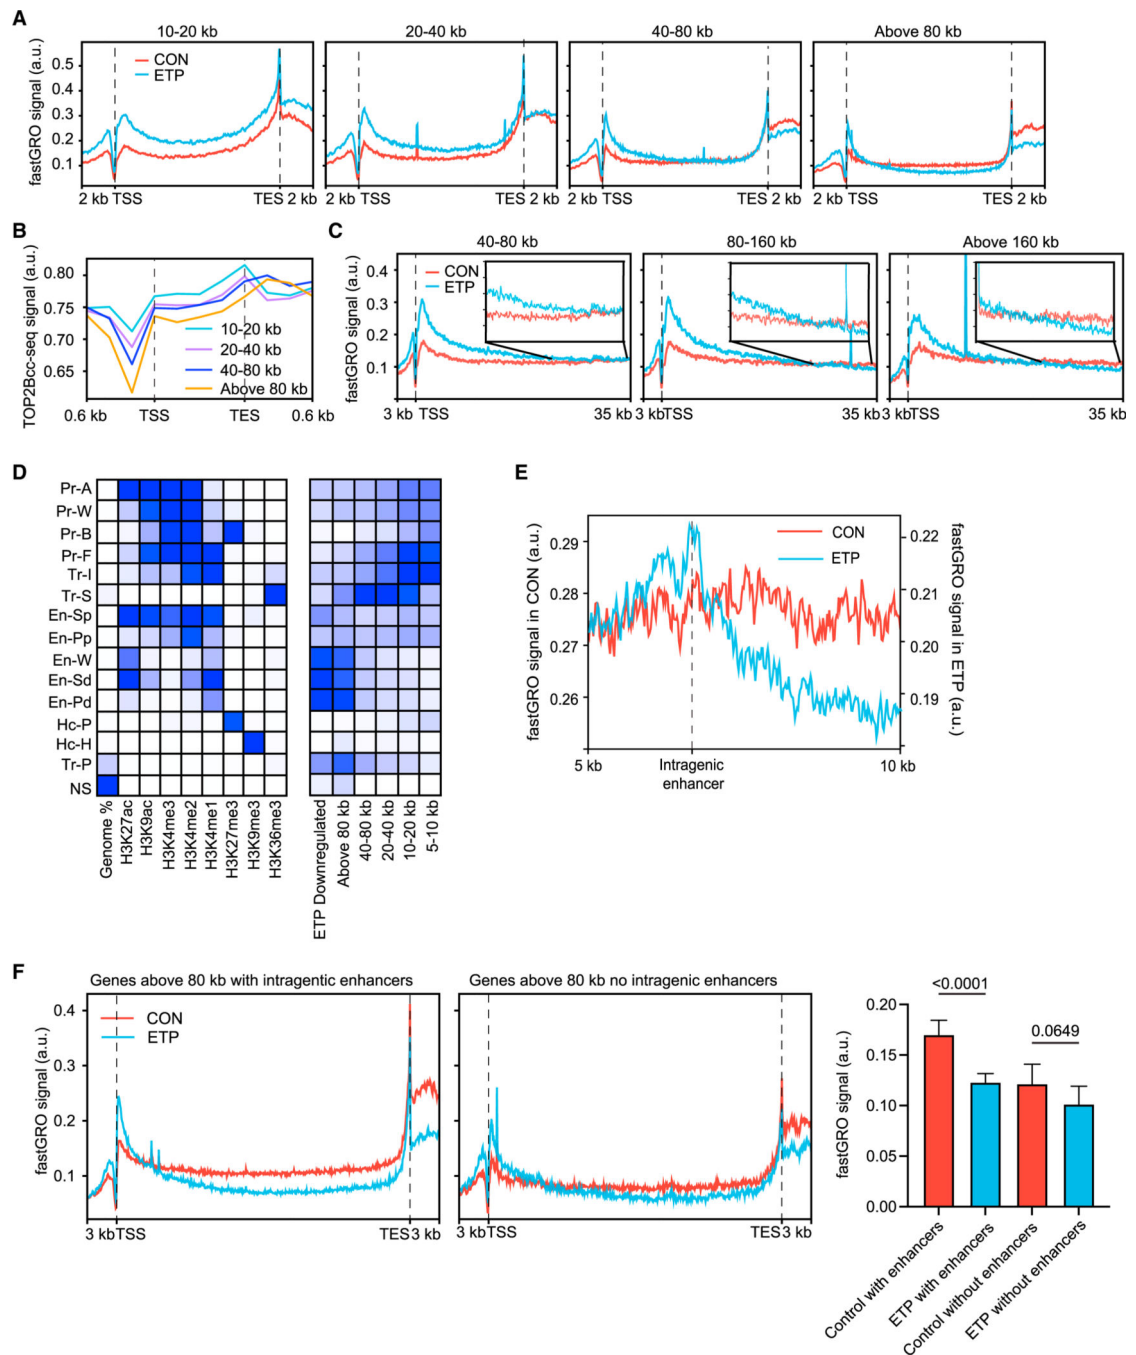 A
10-20 kb
20-40 kb
40-80 kb
Above 80 kb
fastGRO signal (a.u.)
0.5
0.4
0.3
0.2
0.1
CON
ETP
CON
ETP
2 kb TSS
TES 2 kb
2 kb TSS
TES 2 kb
2 kb TSS
TES 2 kb
2 kb TSS
TES 2 kb
B
TOP2Bcc-seq signal (a.u.)
0.80
0.75
0.70
0.65
10-20 kb
20-40 kb
40-80 kb
Above 80 kb
0.6 kb
TSS
TES
0.6 kb
C
40-80 kb
80-160 kb
Above 160 kb
fastGRO signal (a.u.)
0.4
0.3
0.2
0.1
CON
ETP
CON
ETP
3 kb TSS
35 kb
3 kbTSS
35 kb
3 kbTSS
35 kb
D
Pr-A
Pr-W
Pr-B
Pr-F
Tr-I
Tr-S
En-Sp
En-Pp
En-W
En-Sd
En-Pd
Hc-P
Hc-H
Tr-P
NS
Genome %
H3K27ac
H3K9ac
H3K4me3
H3K4me2
H3K4me1
H3K27me3
H3K9me3
H3K36me3
ETP Downregulated
Above 80 kb
40-80 kb
20-40 kb
10-20 kb
5-10 kb
E
fastGRO signal in CON (a.u.)
0.29
0.28
0.27
0.26
CON
ETP
0.22
0.21
0.20
0.19
fastGRO signal in ETP (a.u.)
5 kb
Intragenic
enhancer
10 kb
F
Genes above 80 kb with intragentic enhancers
fastGRO signal (a.u.)
0.4
0.3
0.2
0.1
CON
ETP
3 kbTSS
TES3 kb
Genes above 80 kb no intragenic enhancers
3 kbTSS
TES3 kb
fastGRO signal (a.u.)
0.20
0.15
0.10
0.05
0.00
<0.0001
0.0649
Control with enhancers
ETP with enhancers
Control without enhancers
ETP without enhancers